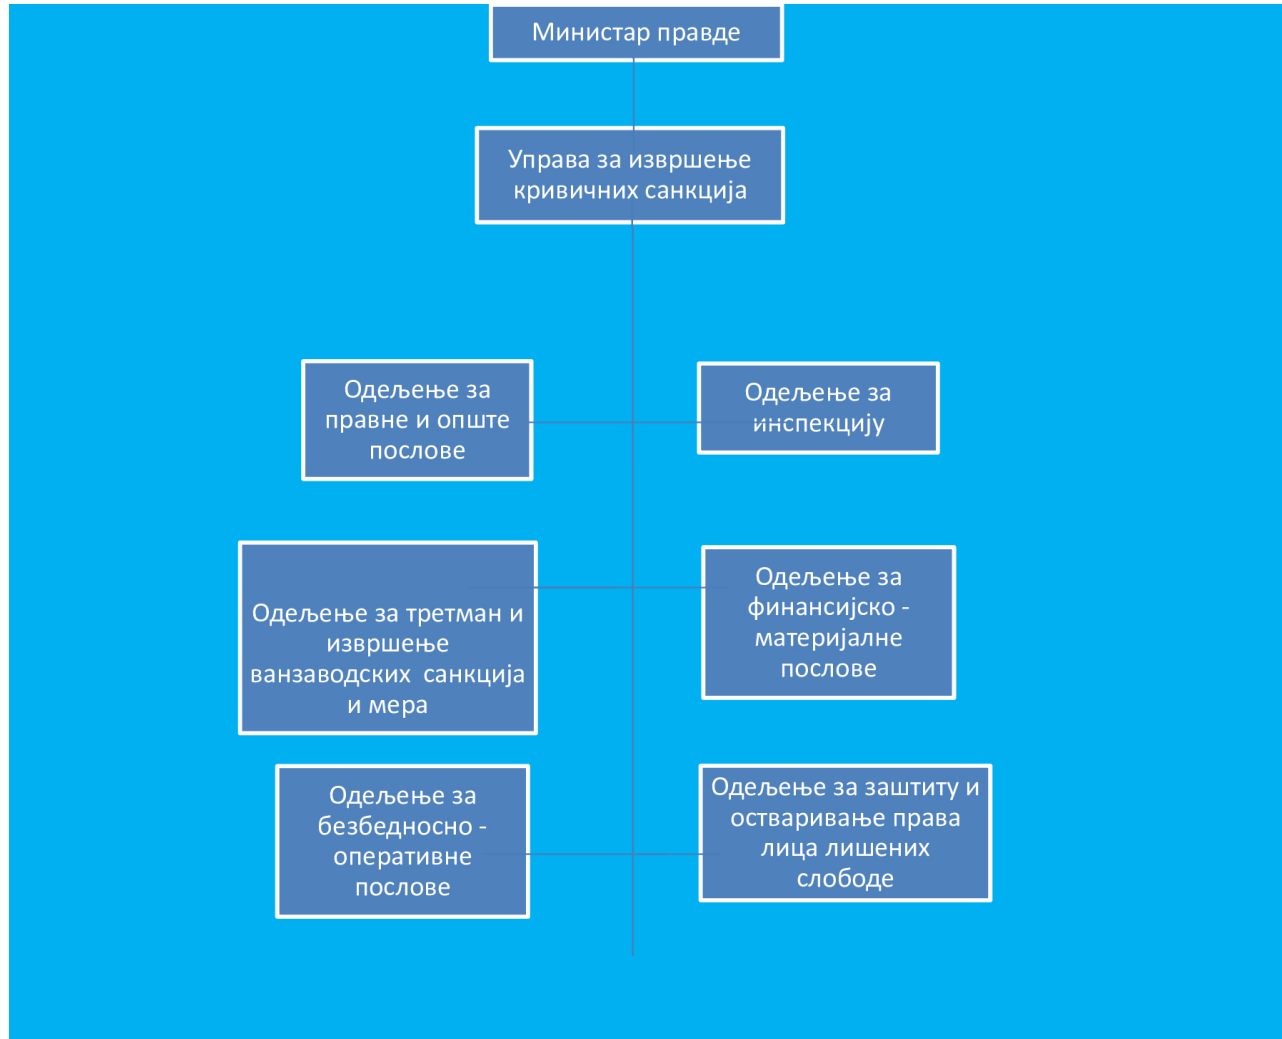 Министар правде
Управа за извршење
кривичних санкција
Одељење за
правне и опште
послове
Одељење за
инспекцију
Одељење за третман и
извршење
ванзаводских санкција
и мера
Одељење за
финансијско -
материјалне
послове
Одељење за
безбедносно -
оперативне
послове
Одељење за заштиту и
остваривање права
лица лишених
слободе